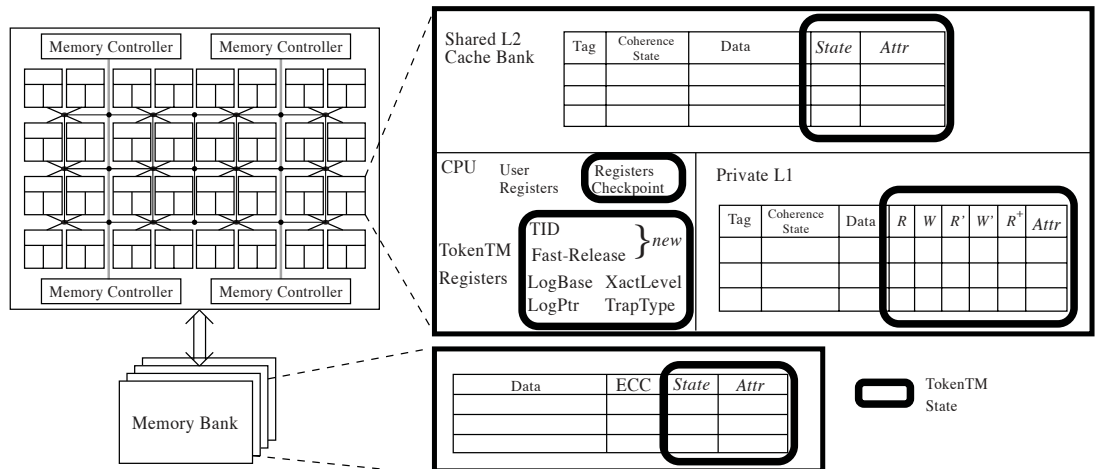 Memory Controller
Memory Controller
Memory Controller
Memory Controller
Memory Bank
Shared L2
Cache Bank
Tag
Coherence
State
Data
State
Attr
CPU
User
Registers
Registers
Checkpoint
TokenTM
Registers
TID
Fast-Release
} new
LogBase XactLevel
LogPtr TrapType
Private L1
Tag
Coherence
State
Data
R
W
R'
W'
R+
Attr
Data
ECC
State
Attr
TokenTM
State